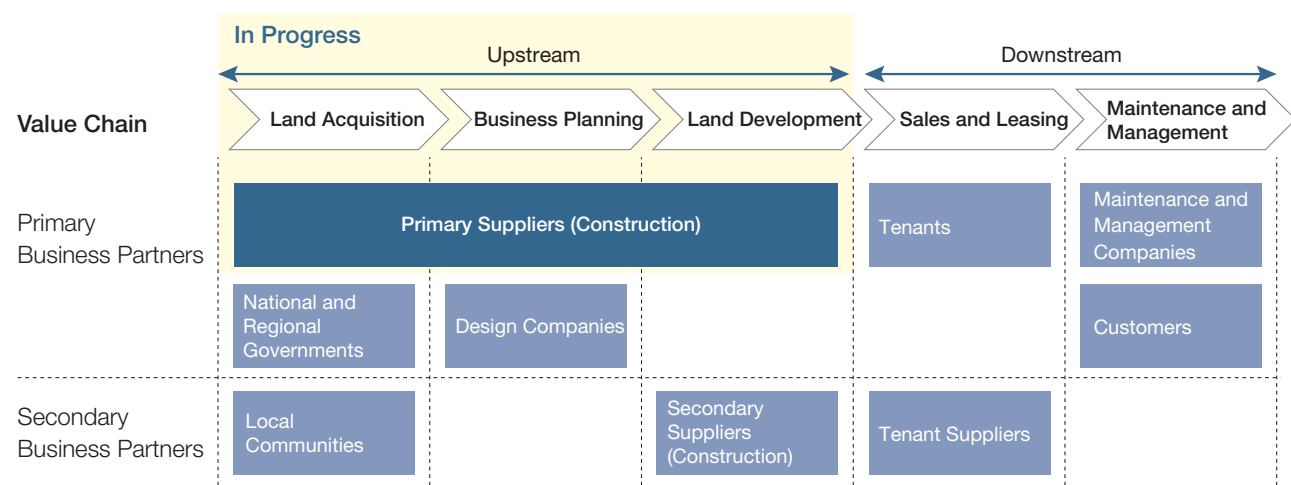 In Progress
Upstream
Downstream
Value Chain
Land Acquisition
Business Planning
Land Development
Sales and Leasing
Maintenance and
Management
Primary
Business Partners
Primary Suppliers (Construction)
Tenants
Maintenance and
Management
Companies
National and
Regional
Governments
Design Companies
Customers
Secondary
Business Partners
Local
Communities
Secondary
Suppliers
(Construction)
Tenant Suppliers